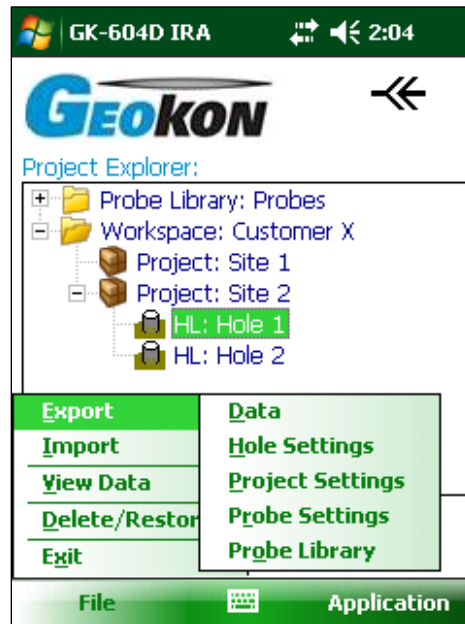 GK-604D IRA 2:04
GEOKON
Project Explorer:
Probe Library: Probes
Workspace: Customer X
Project: Site 1
Project: Site 2
HL: Hole 1
HL: Hole 2
Export
Import
View Data
Delete/Restor
Exit
Data
Hole Settings
Project Settings
Probe Settings
Probe Library
File Application